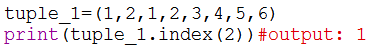 tuple_1=(1,2,1,2,3,4,5,6)
print(tuple_1.index(2))#output: 1